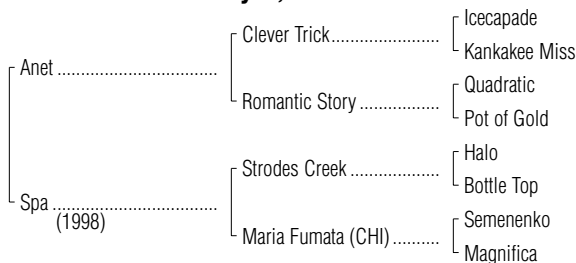 Icecapade
Clever Trick
Kankakee Miss
Anet
Quadratic
Romantic Story
Pot of Gold
Halo
Strodes Creek
Bottle Top
Spa
(1998)
Semenenko
Maria Fumata (CHI)
Magnifica